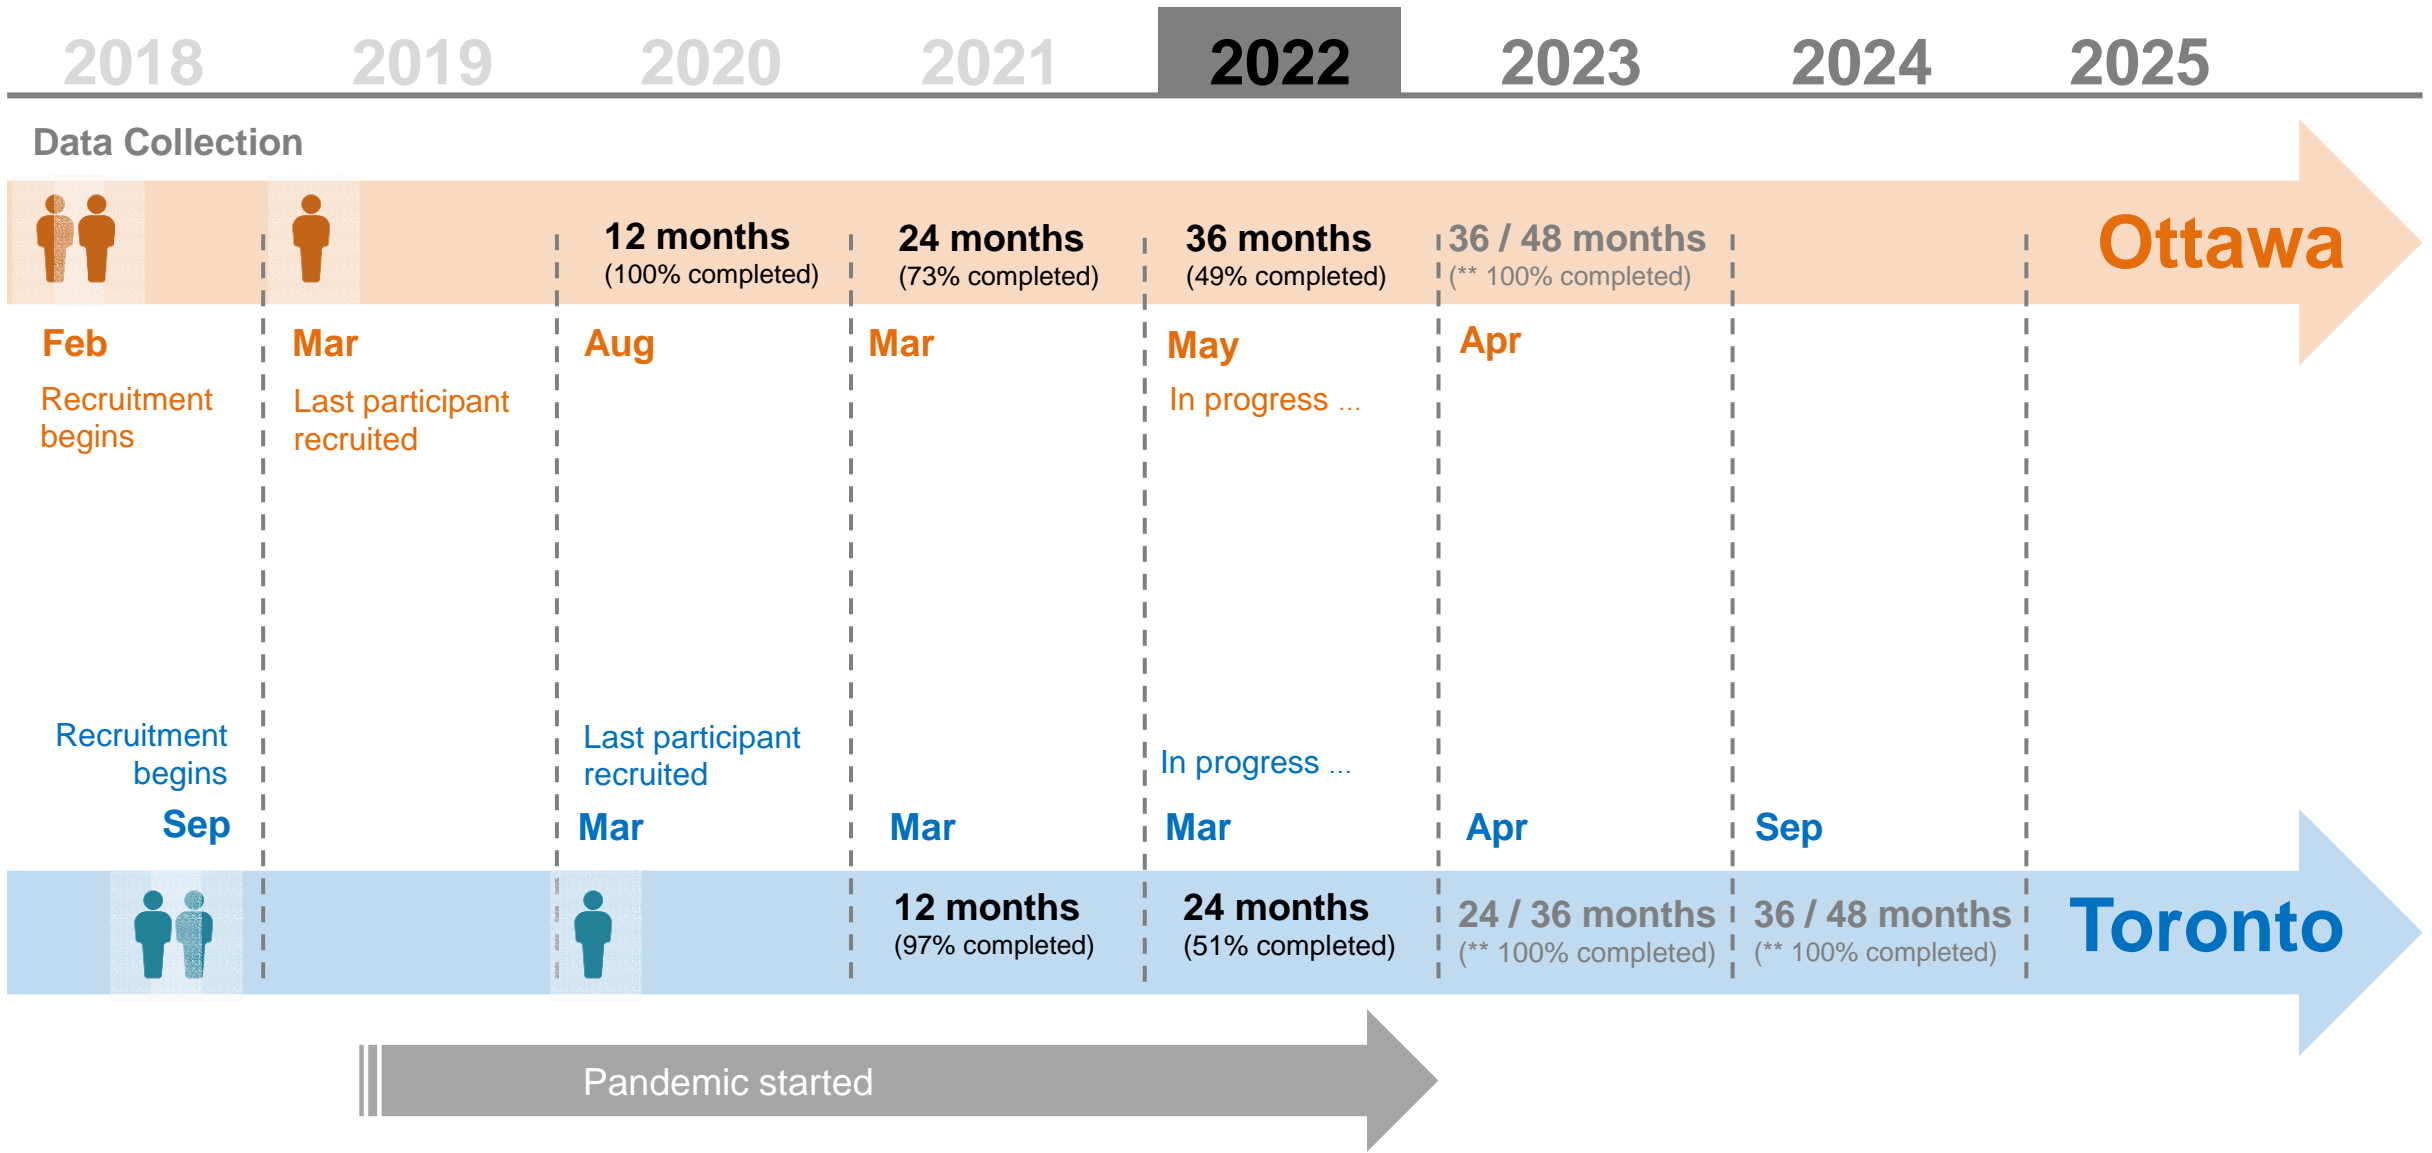 2018 2019 2020 2021 2022 2023 2024 2025
Data Collection
12 months 24 months 36 months 36 / 48 months
(100% completed) (73% completed) (49% completed) (** 100% completed)
Ottawa
Feb Mar Aug Mar May Apr
Recruitment
begins
Last participant
recruited
In progress ...
Recruitment
begins
Last participant
recruited
In progress ...
Sep Mar Mar Mar Apr Sep
12 months 24 months 24 / 36 months 36 / 48 months
(97% completed) (51% completed) (** 100% completed) (** 100% completed)
Toronto
Pandemic started